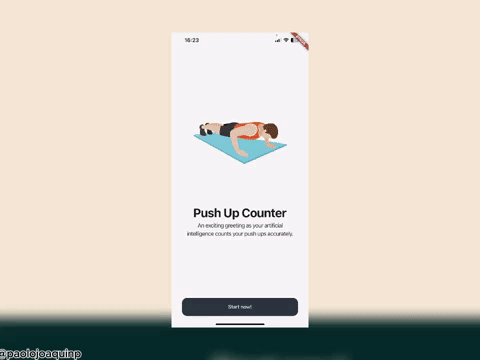 16:23
Push Up Counter
An exciting greeting as your artificial
intelligence counts your push ups accurately.
Start now!
@paolojoaquinp